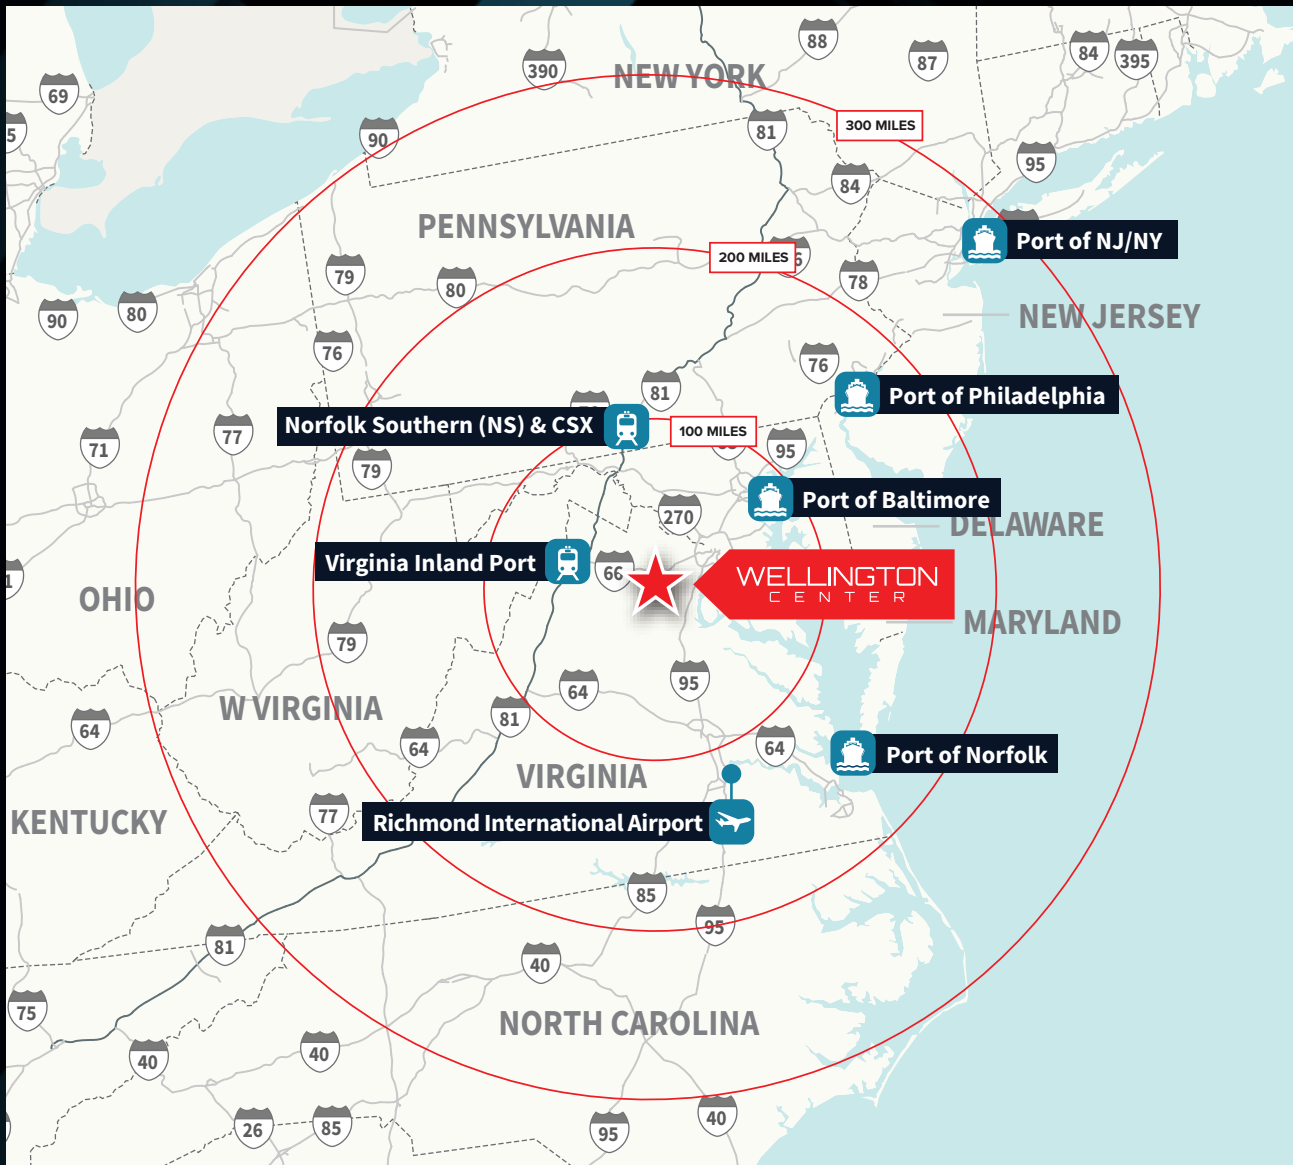 88
87
84
395
390
NEW YORK
69
5
90
81
300 MILES
95
84
PENNSYLVANIA
Port of NJ/NY
200 MILES
6
79
80
78
90
80
NEW JERSEY
76
76
81
Port of Philadelphia
Norfolk Southern (NS) & CSX
100 MILES
77
71
95
79
Port of Baltimore
270
DELAWARE
Virginia Inland Port
66
WELLINGTON
CENTER
1
OHIO
MARYLAND
79
95
64
W VIRGINIA
81
64
64
64
Port of Norfolk
VIRGINIA
77
KENTUCKY
Richmond International Airport
85
95
81
40
75
NORTH CAROLINA
40
40
26
85
95
40